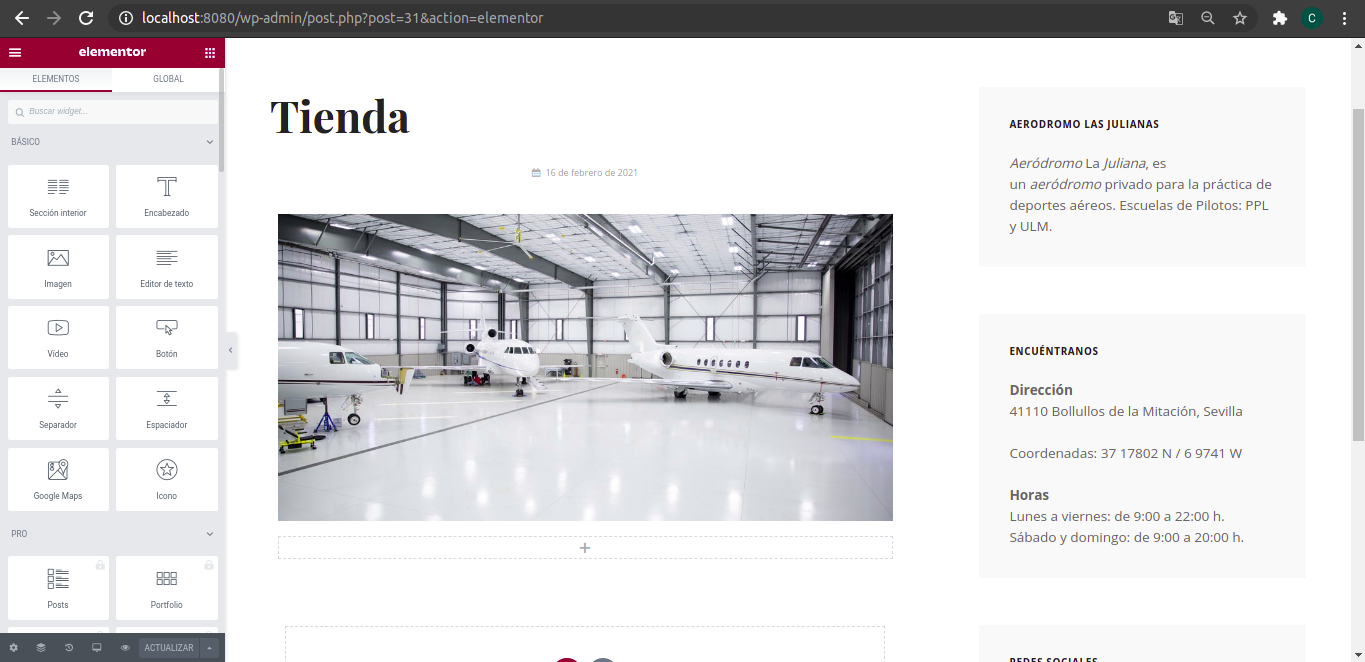 localhost:8080/wp-admin/post.php?post=31&action=elementor
C
elementor
ELEMENTOS
GLOBAL
Buscar widget...
BÁSICO
Sección interior
Encabezado
Imagen
Editor de texto
Vídeo
Botón
Separador
Espaciador
Google Maps
Icono
PRO
Posts
Portfolio
ACTUALIZAR
Tienda
16 de febrero de 2021
AERODROMO LAS JULIANAS
Aeródromo La Juliana, es
un aeródromo privado para la práctica de
deportes aéreos. Escuelas de Pilotos: PPL
y ULM.
ENCUÉNTRANOS
Dirección
41110 Bollullos de la Mitación, Sevilla
Coordenadas: 37 17802 N / 6 9741 W
Horas
Lunes a viernes: de 9:00 a 22:00 h.
Sábado y domingo: de 9:00 a 20:00 h.
REDES SOCIALES